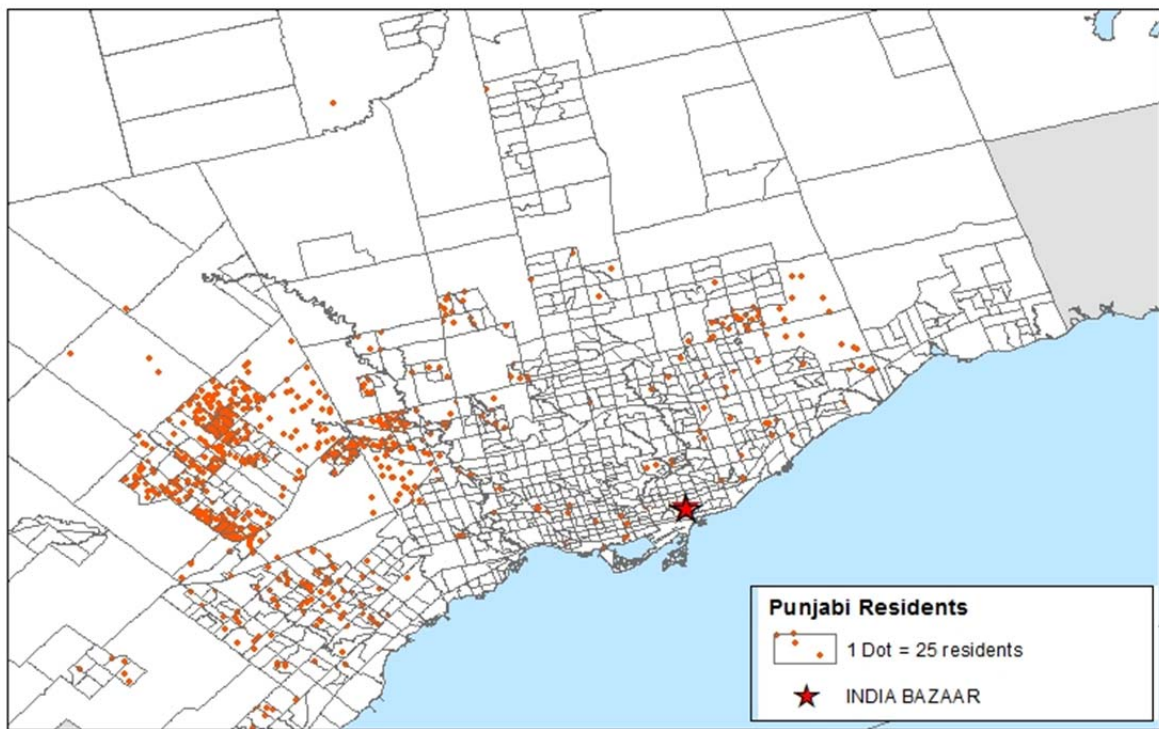 Punjabi Residents
1 Dot = 25 residents
INDIA BAZAAR